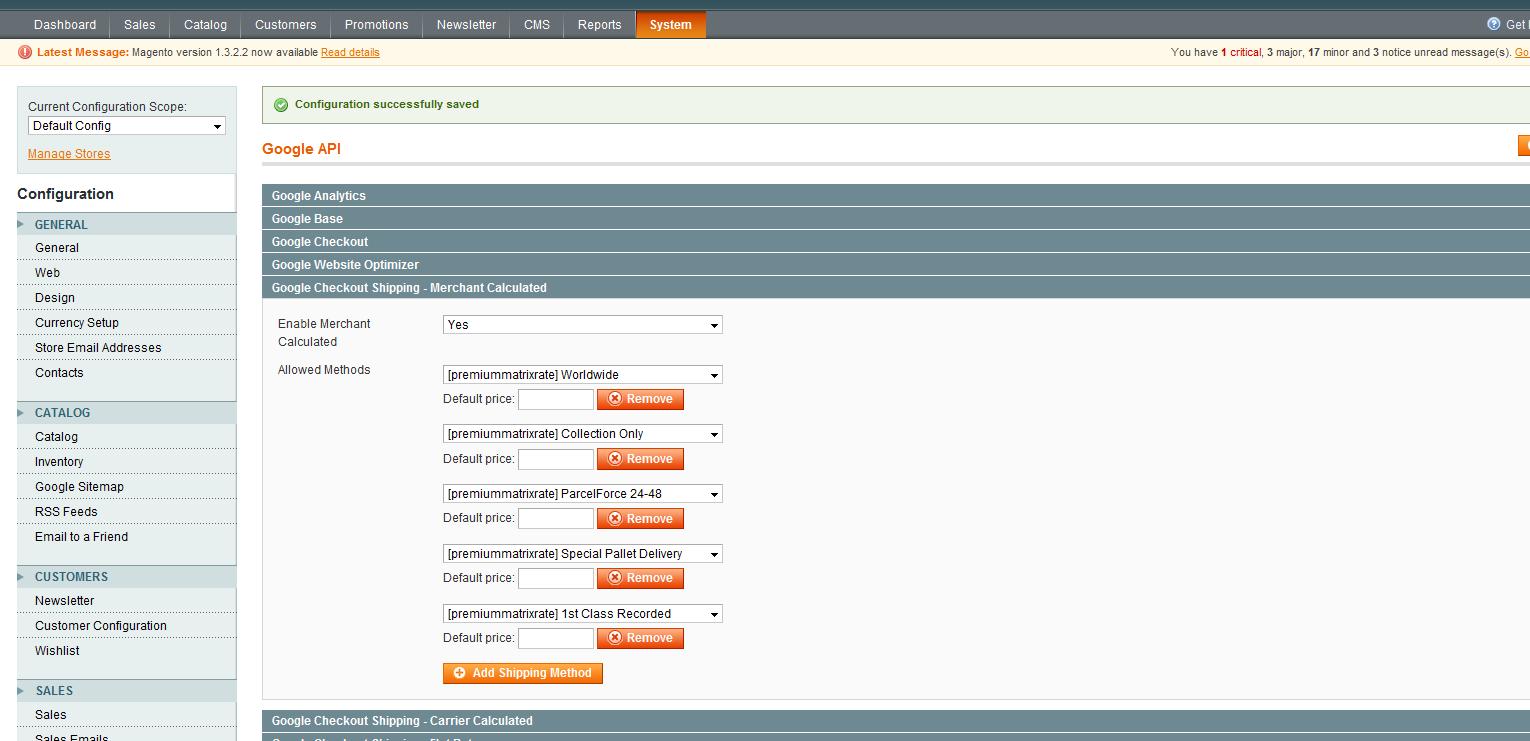 Dashboard Sales Catalog Customers Promotions Newsletter CMS Reports System Get
Latest Message: Magento version 1.3.2.2 now available Read details You have 1 critical, 3 major, 17 minor and 3 notice unread message(s). Go
Current Configuration Scope:
Default Config
Manage Stores
Configuration
GENERAL
General
Web
Design
Currency Setup
Store Email Addresses
Contacts
CATALOG
Catalog
Inventory
Google Sitemap
RSS Feeds
Email to a Friend
CUSTOMERS
Newsletter
Customer Configuration
Wishlist
SALES
Sales
Sales Emails
Configuration successfully saved
Google API
Google Analytics
Google Base
Google Checkout
Google Website Optimizer
Google Checkout Shipping - Merchant Calculated
Enable Merchant
Calculated
Yes
Allowed Methods
[premiummatrixrate] Worldwide
Default price: Remove
[premiummatrixrate] Collection Only
Default price: Remove
[premiummatrixrate] ParcelForce 24-48
Default price: Remove
[premiummatrixrate] Special Pallet Delivery
Default price: Remove
[premiummatrixrate] 1st Class Recorded
Default price: Remove
Add Shipping Method
Google Checkout Shipping - Carrier Calculated